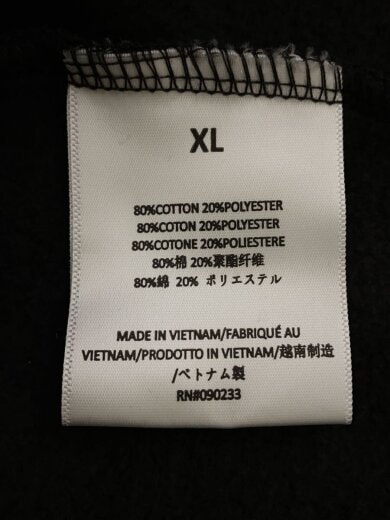 XL
80%COTTON 20%POLYESTER
80%COTON 20%POLYESTER
80%COTONE 20%POLIESTERE
80%棉 20%聚酯纤维
80%綿 20% ポリエステル
MADE IN VIETNAM/FABRIQUÉ AU
VIETNAM/PRODOTTO IN VIETNAM/越南制造
/ベトナム製
RN#090233